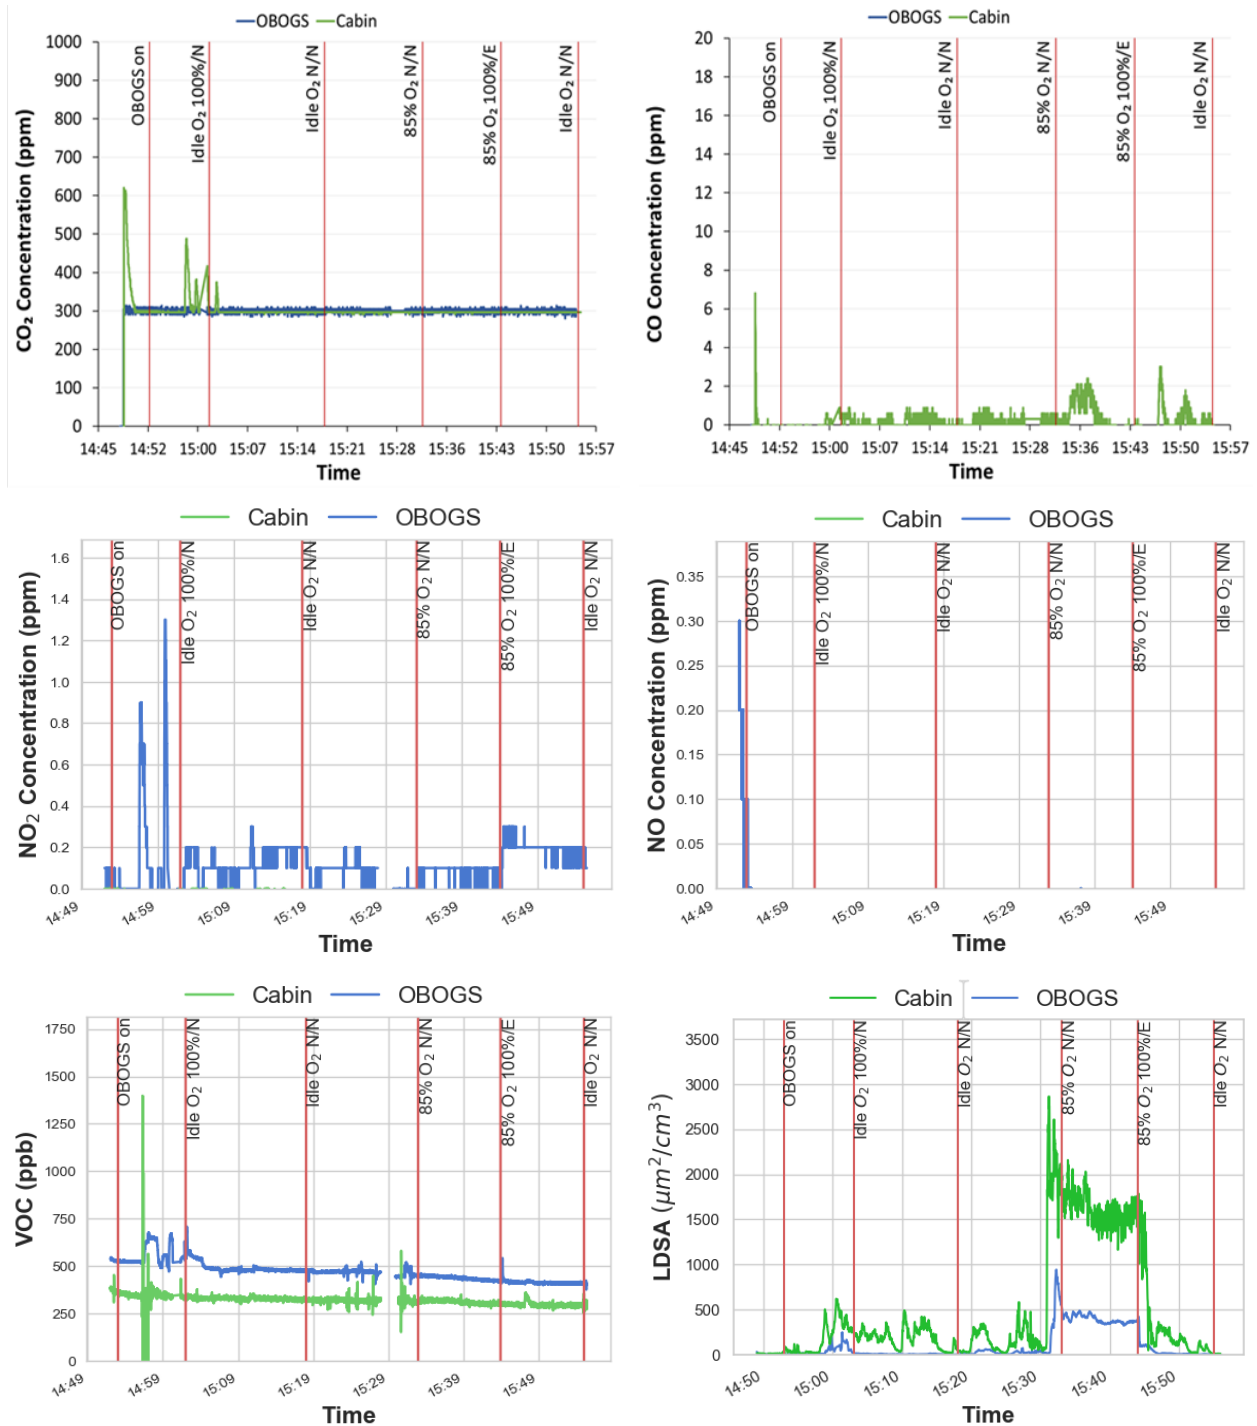 OBOGS Cabin
1000
900
800
700
600
500
400
300
200
100
0
CO₂ Concentration (ppm)
OBOGS on
Idle O₂ 100%/N
Idle O₂ N/N
85% O₂ N/N
85% O₂ 100%/E
Idle O₂ N/N
14:45 14:52 15:00 15:07 15:14 15:21 15:28 15:36 15:43 15:50 15:57
Time
OBOGS Cabin
20
18
16
14
12
10
8
6
4
2
0
CO Concentration (ppm)
OBOGS on
Idle O₂ 100%/N
Idle O₂ N/N
85% O₂ N/N
85% O₂ 100%/E
Idle O₂ N/N
14:45 14:52 15:00 15:07 15:14 15:21 15:28 15:36 15:43 15:50 15:57
Time
Cabin OBOGS
1.6
1.4
1.2
1.0
0.8
0.6
0.4
0.2
0.0
NO₂ Concentration (ppm)
OBOGS on
Idle O₂ 100%/N
Idle O₂ N/N
85% O₂ N/N
85% O₂ 100%/E
Idle O₂ N/N
14:49 14:59 15:09 15:19 15:29 15:39 15:49
Time
Cabin OBOGS
0.35
0.30
0.25
0.20
0.15
0.10
0.05
0.00
NO Concentration (ppm)
OBOGS on
Idle O₂ 100%/N
Idle O₂ N/N
85% O₂ N/N
85% O₂ 100%/E
Idle O₂ N/N
14:49 14:59 15:09 15:19 15:29 15:39 15:49
Time
Cabin OBOGS
1750
1500
1250
1000
750
500
250
0
VOC (ppb)
OBOGS on
Idle O₂ 100%/N
Idle O₂ N/N
85% O₂ N/N
85% O₂ 100%/E
Idle O₂ N/N
14:49 14:59 15:09 15:19 15:29 15:39 15:49
Time
Cabin OBOGS
3500
3000
2500
2000
1500
1000
500
0
LDSA (μm²/cm³)
OBOGS on
Idle O₂ 100%/N
Idle O₂ N/N
85% O₂ N/N
85% O₂ 100%/E
Idle O₂ N/N
14:50 15:00 15:10 15:20 15:30 15:40 15:50
Time